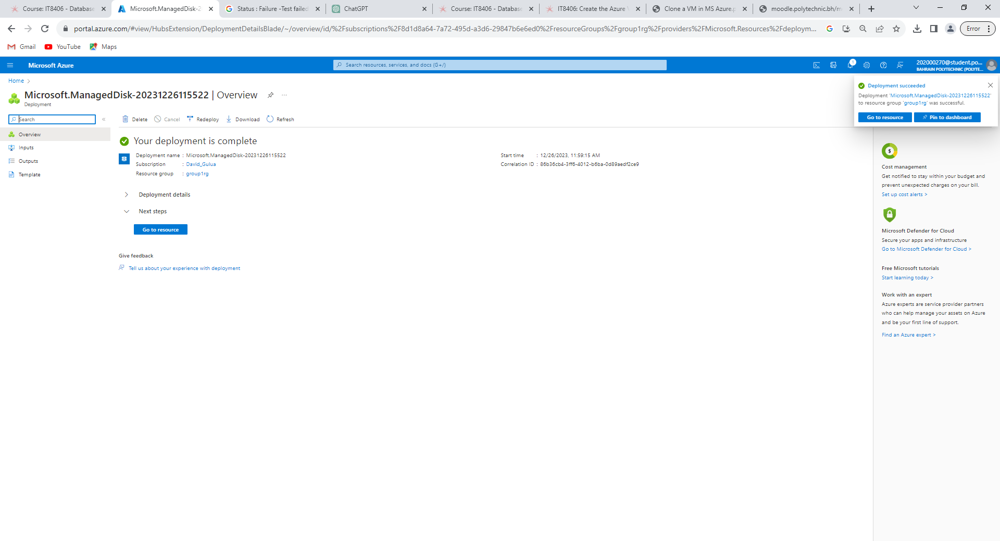 Course: IT8406 - Database
Microsoft.ManagedDisk-2
Status : Failure -Test failed
ChatGPT
Course: IT8406 - Database
IT8406: Create the Azure
Clone a VM in MS Azure.p
moodle.polytechnic.bh/m
portal.azure.com/#view/HubsExtension/DeploymentDetailsBlade/~/overview/id/%2Fsubscriptions%2F8d1d8a64-7a72-495d-a3d6-29847b6e6ed0%2FresourceGroups%2Fgroup1rg%2Fproviders%2FMicrosoft.Resources%2Fdeploym...
Error
Gmail
YouTube
Maps
Microsoft Azure
Search resources, services, and docs (G+/)
1
202000270@student.po...
BAHRAIN POLYTECHNIC (POLYTE...
Home
Microsoft.ManagedDisk-20231226115522 | Overview
Deployment
Deployment succeeded
Deployment 'Microsoft.ManagedDisk-20231226115522'
to resource group 'group1rg' was successful.
Go to resource
Pin to dashboard
Search
Overview
Inputs
Outputs
Template
Delete
Cancel
Redeploy
Download
Refresh
Your deployment is complete
Deployment name : Microsoft.ManagedDisk-20231226115522
Subscription : David_Gulua
Resource group : group1rg
Start time : 12/26/2023, 11:59:15 AM
Correlation ID : 86b36cb4-3ff6-4012-b6ba-0d89aedf2ce9
Deployment details
Next steps
Go to resource
Give feedback
Tell us about your experience with deployment
Cost management
Get notified to stay within your budget and
prevent unexpected charges on your bill.
Set up cost alerts >
Microsoft Defender for Cloud
Secure your apps and infrastructure
Go to Microsoft Defender for Cloud >
Free Microsoft tutorials
Start learning today >
Work with an expert
Azure experts are service provider partners
who can help manage your assets on Azure
and be your first line of support.
Find an Azure expert >